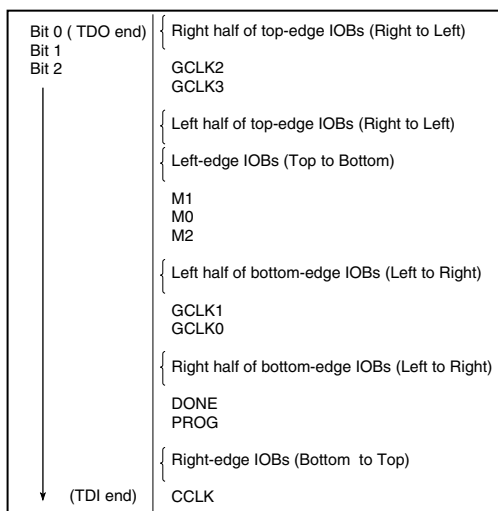 Bit 0 ( TDO end)
Bit 1
Bit 2
Right half of top-edge IOBs (Right to Left)
GCLK2
GCLK3
Left half of top-edge IOBs (Right to Left)
Left-edge IOBs (Top to Bottom)
M1
M0
M2
Left half of bottom-edge IOBs (Left to Right)
GCLK1
GCLK0
Right half of bottom-edge IOBs (Left to Right)
DONE
PROG
Right-edge IOBs (Bottom to Top)
(TDI end)
CCLK